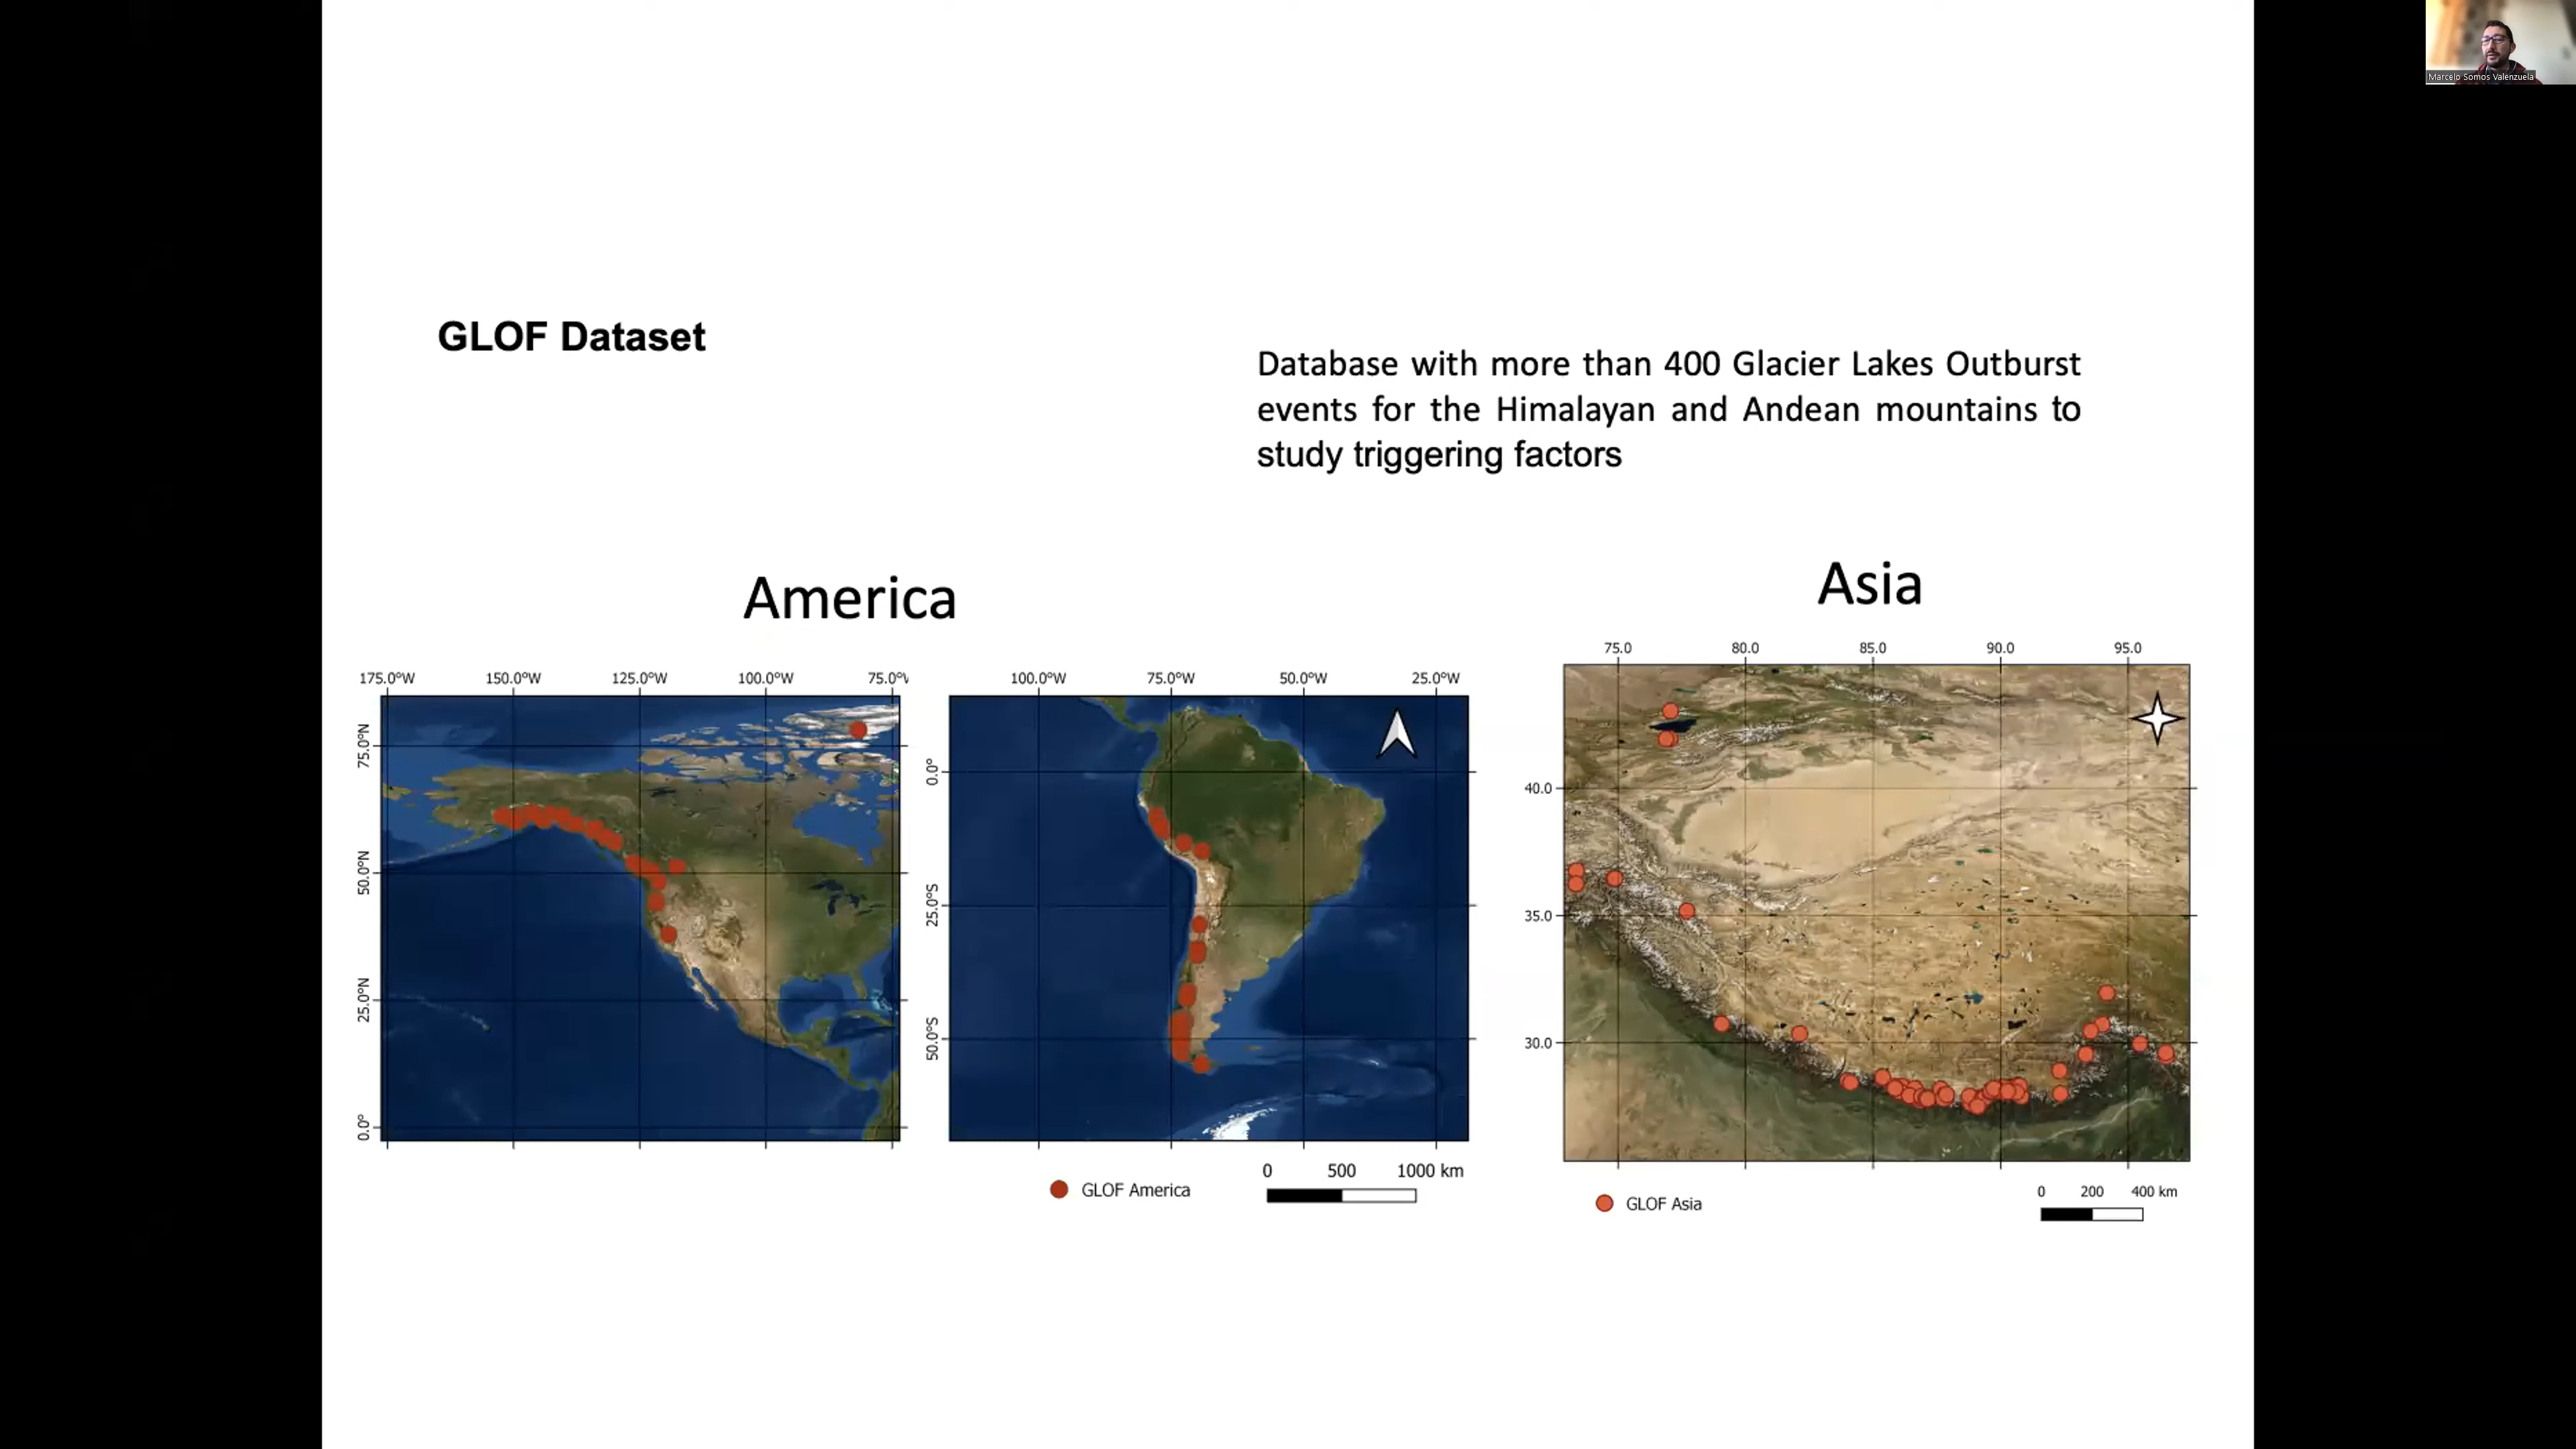 Marcelo Somos Valenzuela
GLOF Dataset
Database with more than 400 Glacier Lakes Outburst
events for the Himalayan and Andean mountains to
study triggering factors
America
Asia
175.0°W 150.0°W 125.0°W 100.0°W 75.0°W
75.0°N
50.0°N
25.0°N
0.0°
100.0°W 75.0°W 50.0°W 25.0°W
0.0°
25.0°S
50.0°S
GLOF America
0 500 1000 km
75.0 80.0 85.0 90.0 95.0
40.0
35.0
30.0
GLOF Asia
0 200 400 km